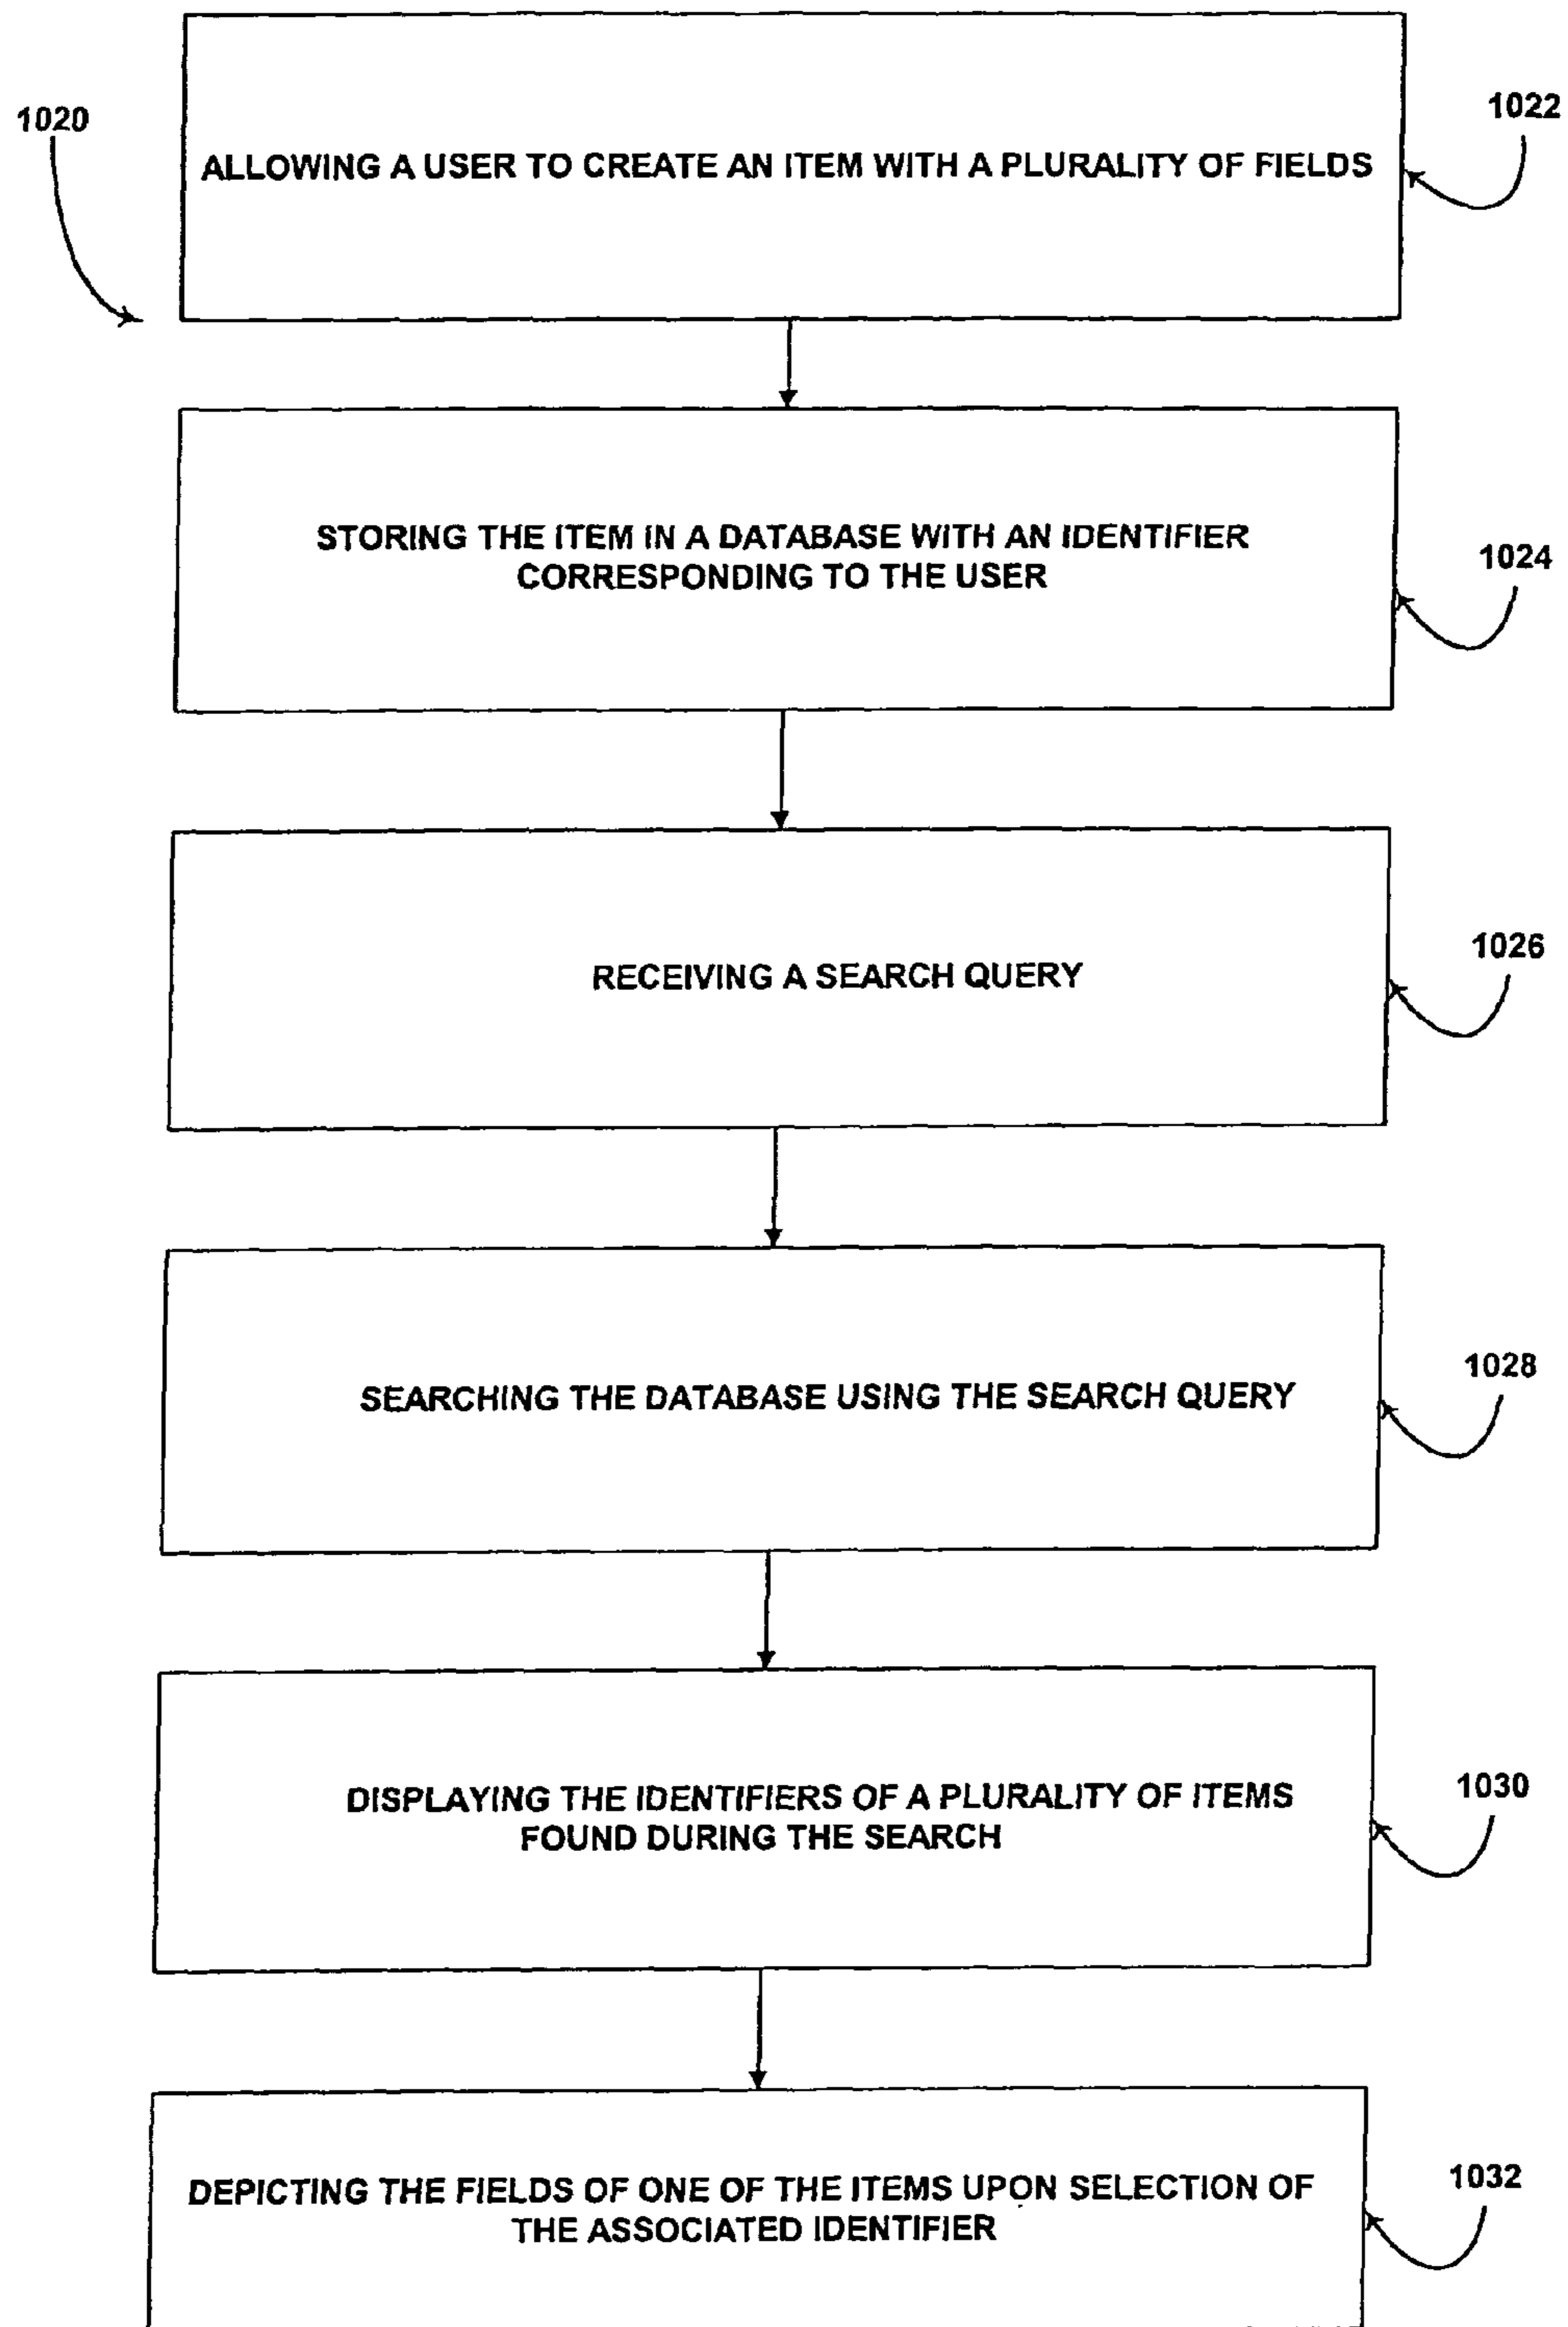 1020
1022
ALLOWING A USER TO CREATE AN ITEM WITH A PLURALITY OF FIELDS
STORING THE ITEM IN A DATABASE WITH AN IDENTIFIER
CORRESPONDING TO THE USER
1024
RECEIVING A SEARCH QUERY
1026
SEARCHING THE DATABASE USING THE SEARCH QUERY
1028
DISPLAYING THE IDENTIFIERS OF A PLURALITY OF ITEMS
FOUND DURING THE SEARCH
1030
DEPICTING THE FIELDS OF ONE OF THE ITEMS UPON SELECTION OF
THE ASSOCIATED IDENTIFIER
1032